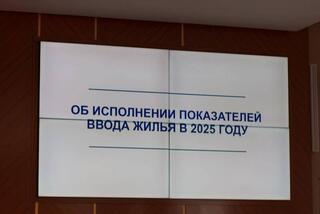 ОБ ИСПОЛНЕНИИ ПОКАЗАТЕЛЕЙ
ВВОДА ЖИЛЬЯ В 2025 ГОДУ